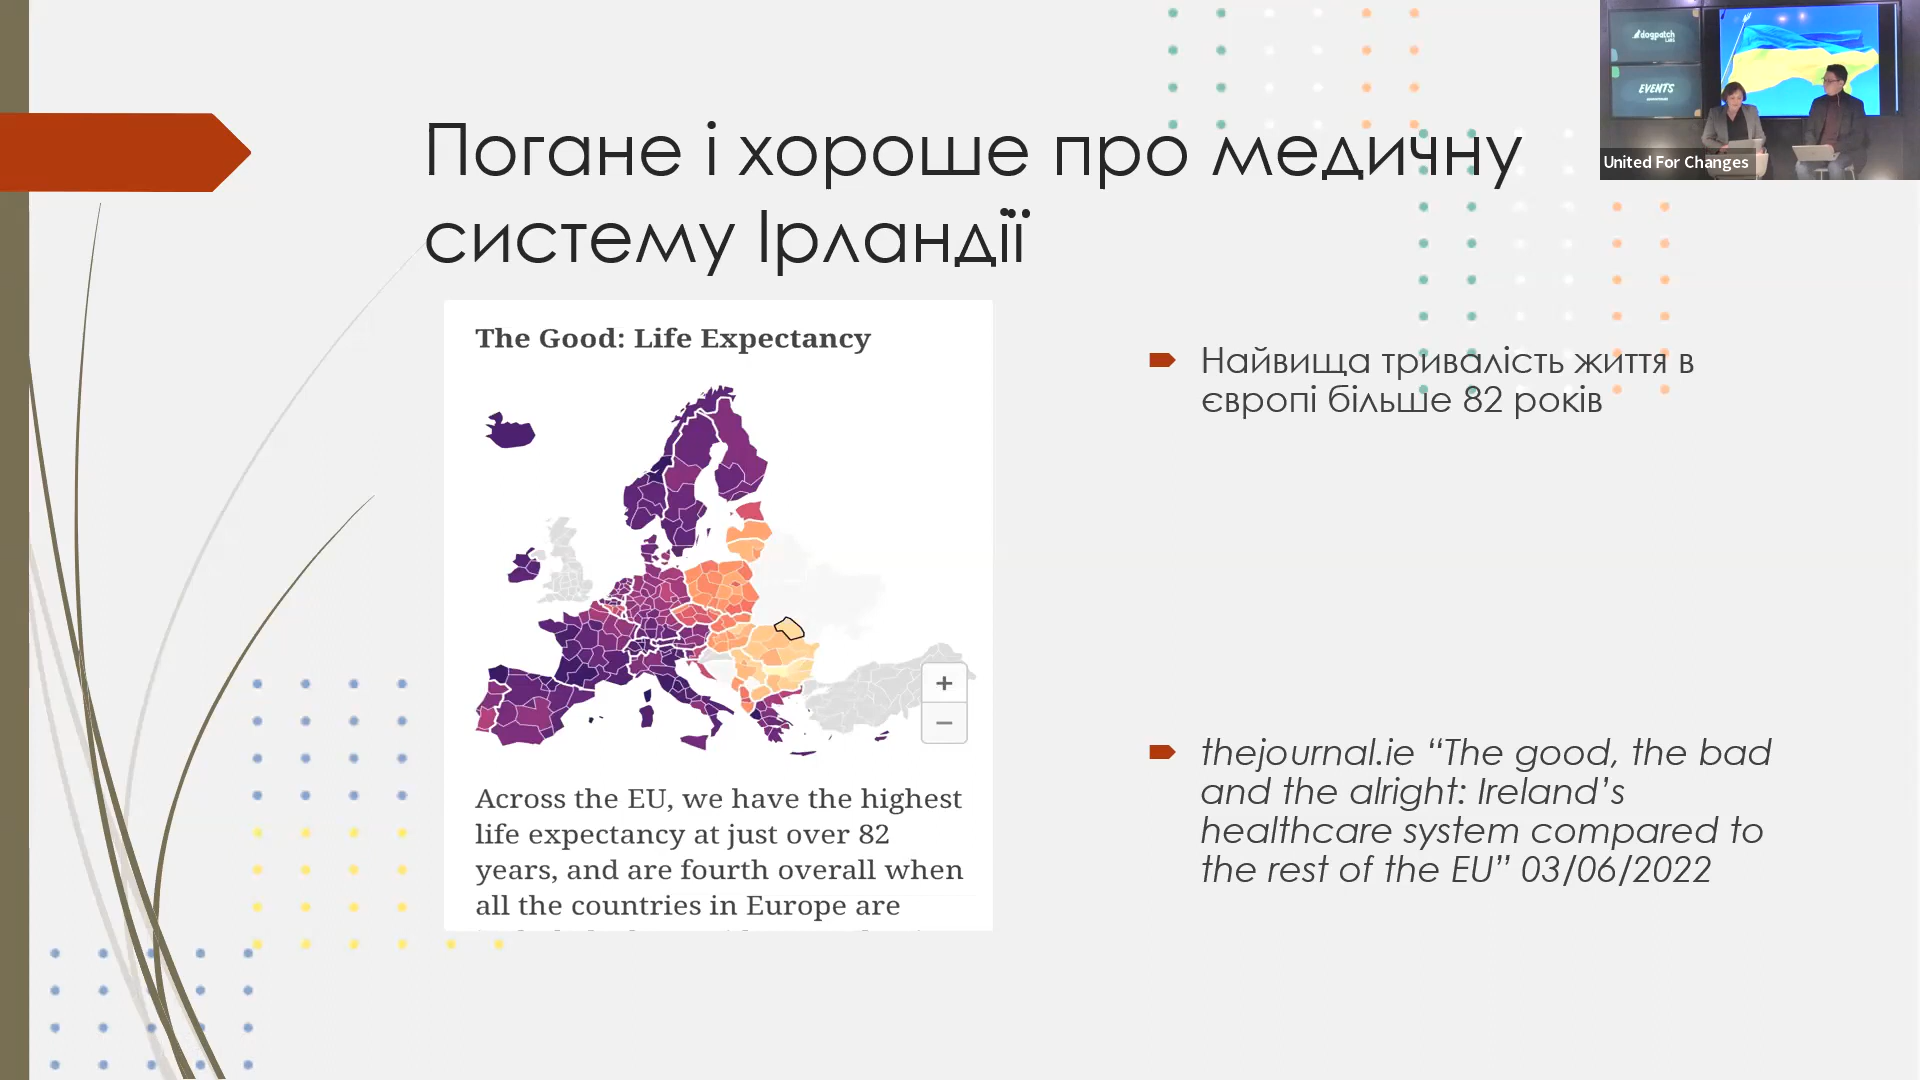 Погане і хороше про медичну
систему Ірландії
dogpatch
EVENTS
United For Changes
The Good: Life Expectancy
+
−
Across the EU, we have the highest
life expectancy at just over 82
years, and are fourth overall when
all the countries in Europe are
Найвища тривалість життя в
європі більше 82 років
thejournal.ie “The good, the bad
and the alright: Ireland’s
healthcare system compared to
the rest of the EU” 03/06/2022